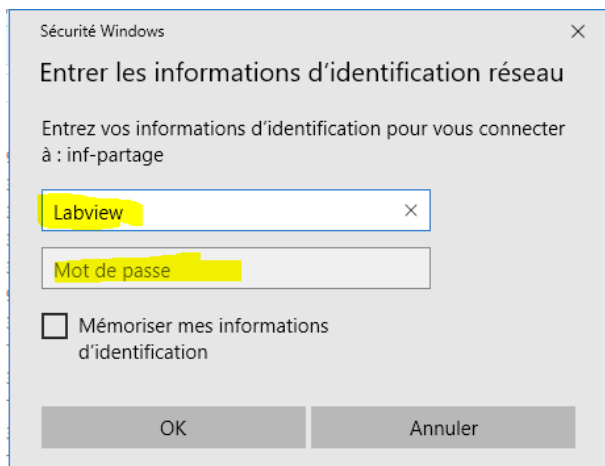 Sécurité Windows
Entrer les informations d’identification réseau
Entrez vos informations d’identification pour vous connecter
à : inf-partage
Labview
Mot de passe
Mémoriser mes informations
d’identification
OK
Annuler